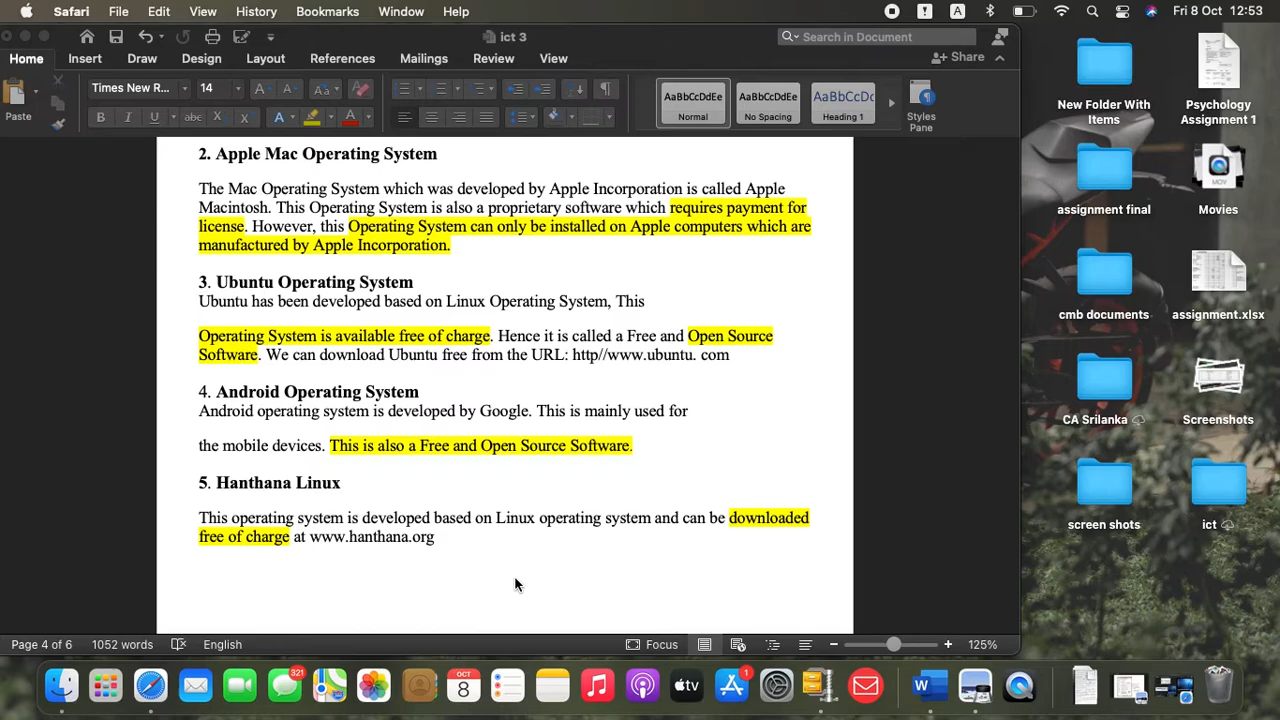 Safari File Edit View History Bookmarks Window Help A Fri 8 Oct 12:53
ict 3 Search in Document
Home Insert Draw Design Layout References Mailings Review View Share
Paste Times New R... 14 A A Aa A
B I U abc X X A A
AaBbCcDdEe Normal AaBbCcDdEe No Spacing AaBbCcDc Heading 1 Styles Pane
2. Apple Mac Operating System
The Mac Operating System which was developed by Apple Incorporation is called Apple
Macintosh. This Operating System is also a proprietary software which requires payment for
license. However, this Operating System can only be installed on Apple computers which are
manufactured by Apple Incorporation.
3. Ubuntu Operating System
Ubuntu has been developed based on Linux Operating System, This
Operating System is available free of charge. Hence it is called a Free and Open Source
Software. We can download Ubuntu free from the URL: http//www.ubuntu. com
4. Android Operating System
Android operating system is developed by Google. This is mainly used for
the mobile devices. This is also a Free and Open Source Software.
5. Hanthana Linux
This operating system is developed based on Linux operating system and can be downloaded
free of charge at www.hanthana.org
Page 4 of 6 1052 words English Focus 125%
New Folder With Items
Psychology Assignment 1
assignment final
MOV
Movies
cmb documents
assignment.xlsx
CA Srilanka
Screenshots
screen shots
ict
321 OCT 8 tv 1 W